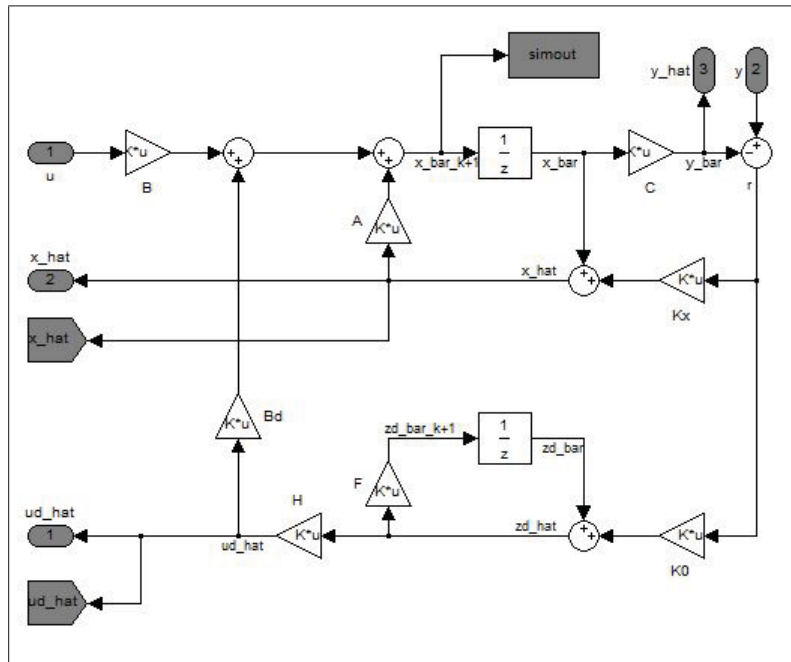 simout
y_hat
3
y
2
1
u
K*u
B
+
+
+
+
x_bar_k+1
1
z
x_bar
K*u
C
y_bar
-
+
r
A
K*u
x_hat
2
x_hat
+
+
K*u
Kx
x_hat
K*u
Bd
zd_bar_k+1
1
z
zd_bar
F
K*u
H
ud_hat
1
ud_hat
K*u
zd_hat
+
+
K*u
K0
ud_hat